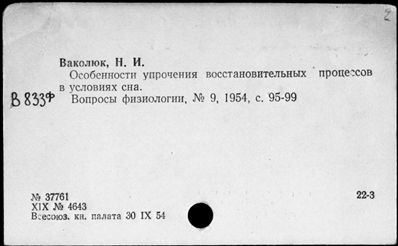 2
Ваколюк, Н. И.
Особенности упрочения восстановительных процессов
в условиях сна.
В 833ф
Вопросы физиологии, № 9, 1954, с. 95-99
№ 37761
22-3
XIX № 4643
Всесоюз. кн. палата 30 IX 54